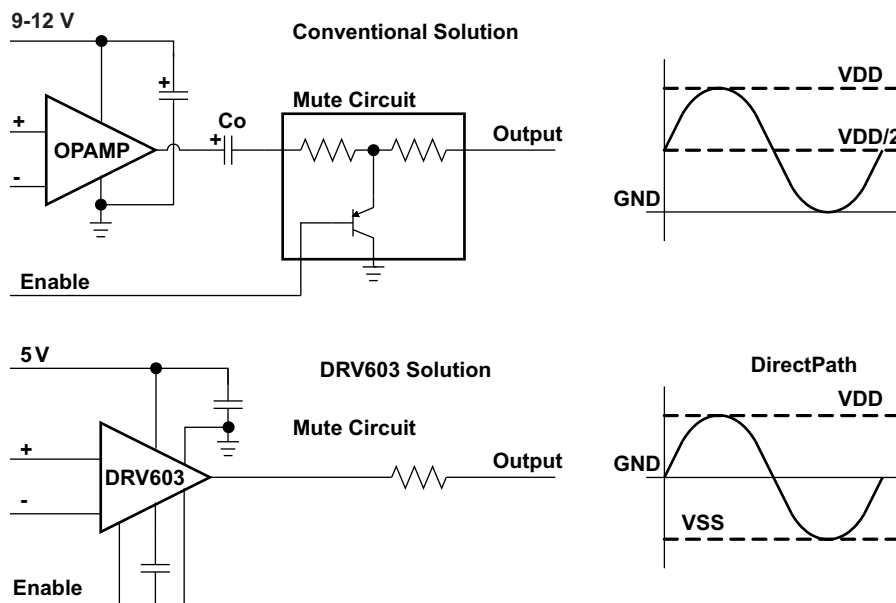 9-12 V
Conventional Solution
VDD
+
Mute Circuit
Co
+
+
OPAMP
Output
VDD/2
-
GND
Enable
5 V
DRV603 Solution
DirectPath
VDD
Mute Circuit
+
Output
GND
DRV603
-
VSS
Enable